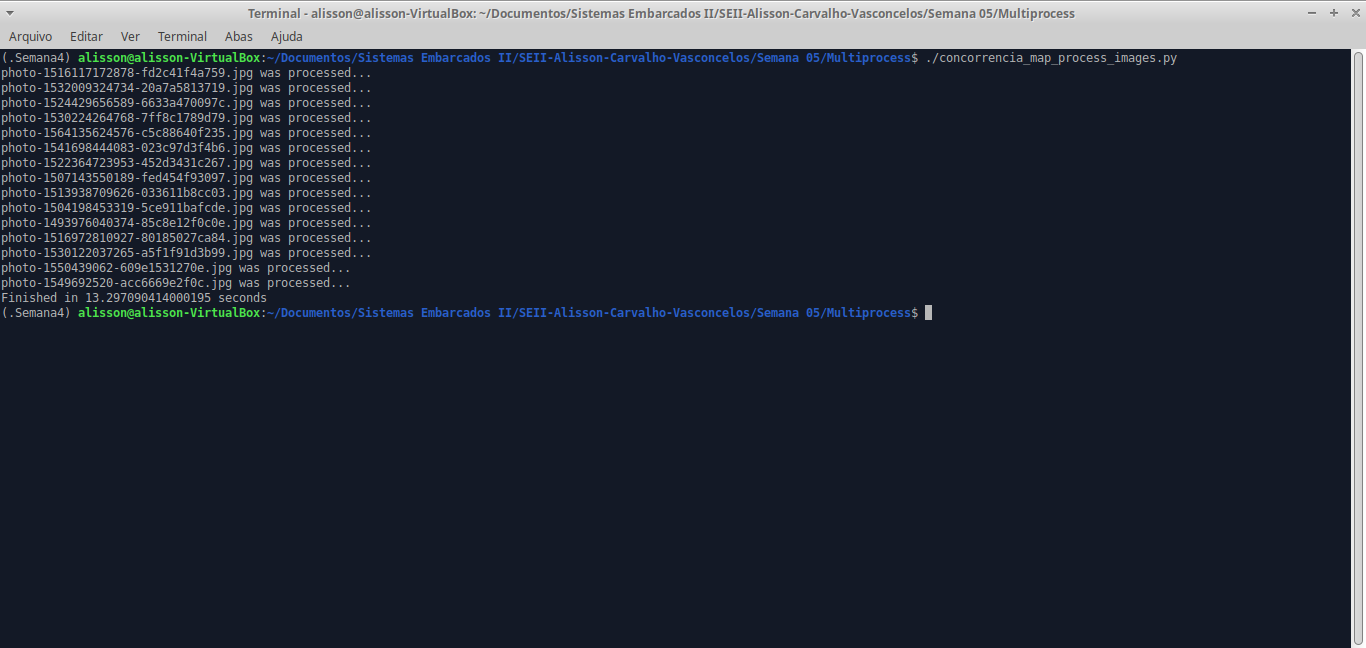 Terminal - alisson@alisson-VirtualBox: ~/Documentos/Sistemas Embarcados II/SEII-Alisson-Carvalho-Vasconcelos/Semana 05/Multiprocess
Arquivo Editar Ver Terminal Abas Ajuda
(.Semana4) alisson@alisson-VirtualBox:~/Documentos/Sistemas Embarcados II/SEII-Alisson-Carvalho-Vasconcelos/Semana 05/Multiprocess$ ./concorrencia_map_process_images.py
photo-1516117172878-fd2c41f4a759.jpg was processed...
photo-1532009324734-20a7a5813719.jpg was processed...
photo-1524429656589-6633a470097c.jpg was processed...
photo-1530224264768-7ff8c1789d79.jpg was processed...
photo-1564135624576-c5c88640f235.jpg was processed...
photo-1541698444083-023c97d3f4b6.jpg was processed...
photo-1522364723953-452d3431c267.jpg was processed...
photo-1507143550189-fed454f93097.jpg was processed...
photo-1513938709626-033611b8cc03.jpg was processed...
photo-1504198453319-5ce911bafcde.jpg was processed...
photo-1493976040374-85c8e12f0c0e.jpg was processed...
photo-1516972810927-80185027ca84.jpg was processed...
photo-1530122037265-a5f1f91d3b99.jpg was processed...
photo-1550439062-609e1531270e.jpg was processed...
photo-1549692520-acc6669e2f0c.jpg was processed...
Finished in 13.297090414000195 seconds
(.Semana4) alisson@alisson-VirtualBox:~/Documentos/Sistemas Embarcados II/SEII-Alisson-Carvalho-Vasconcelos/Semana 05/Multiprocess$